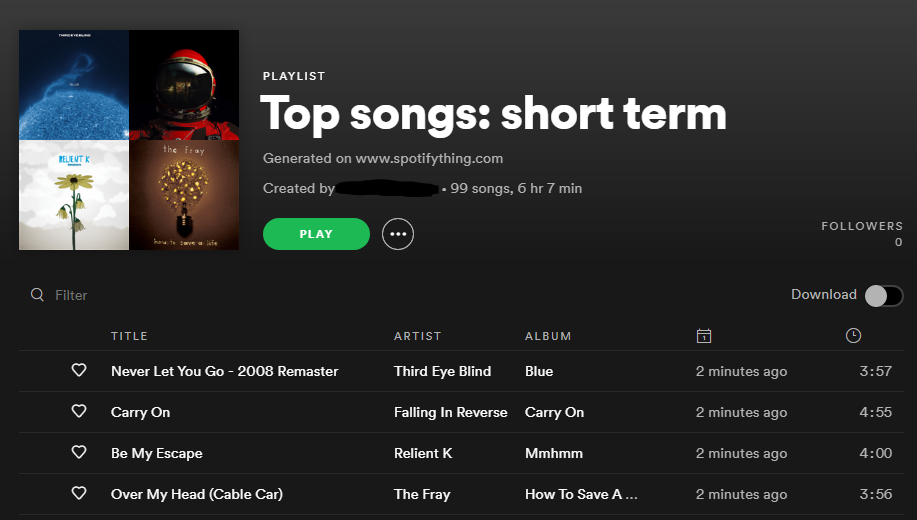 THIRD EYE BLIND
BLUE
RELIENT K
the fray
how to save a life
PLAYLIST
Top songs: short term
Generated on www.spotifything.com
Created by • 99 songs, 6 hr 7 min
PLAY
FOLLOWERS
0
Filter
Download
TITLE ARTIST ALBUM
Never Let You Go - 2008 Remaster Third Eye Blind Blue 2 minutes ago 3:57
Carry On Falling In Reverse Carry On 2 minutes ago 4:55
Be My Escape Relient K Mmhmm 2 minutes ago 4:00
Over My Head (Cable Car) The Fray How To Save A ... 2 minutes ago 3:56